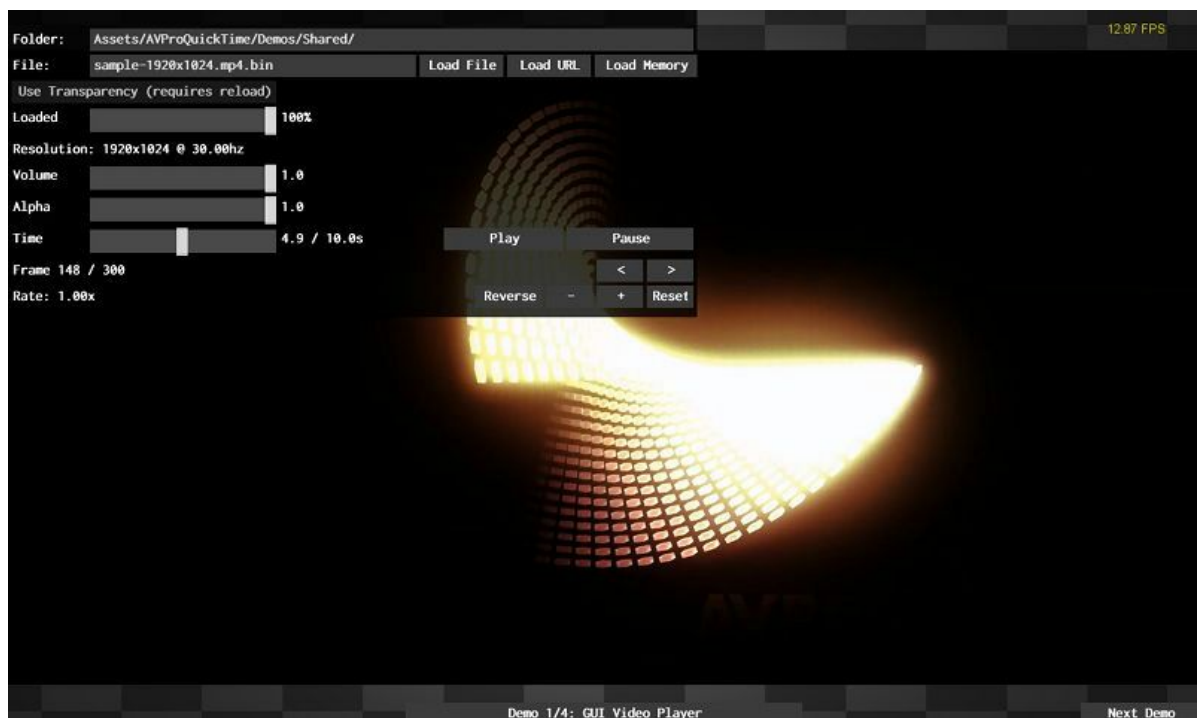 12.87 FPS
Folder: Assets/AVProQuickTime/Demos/Shared/
File: sample-1920x1024.mp4.bin Load File Load URL Load Memory
Use Transparency (requires reload)
Loaded 100%
Resolution: 1920x1024 @ 30.00hz
Volume 1.0
Alpha 1.0
Time 4.9 / 10.0s Play Pause
Frame 148 / 300 < >
Rate: 1.00x Reverse - + Reset
Demo 1/4: GUI Video Player Next Demo